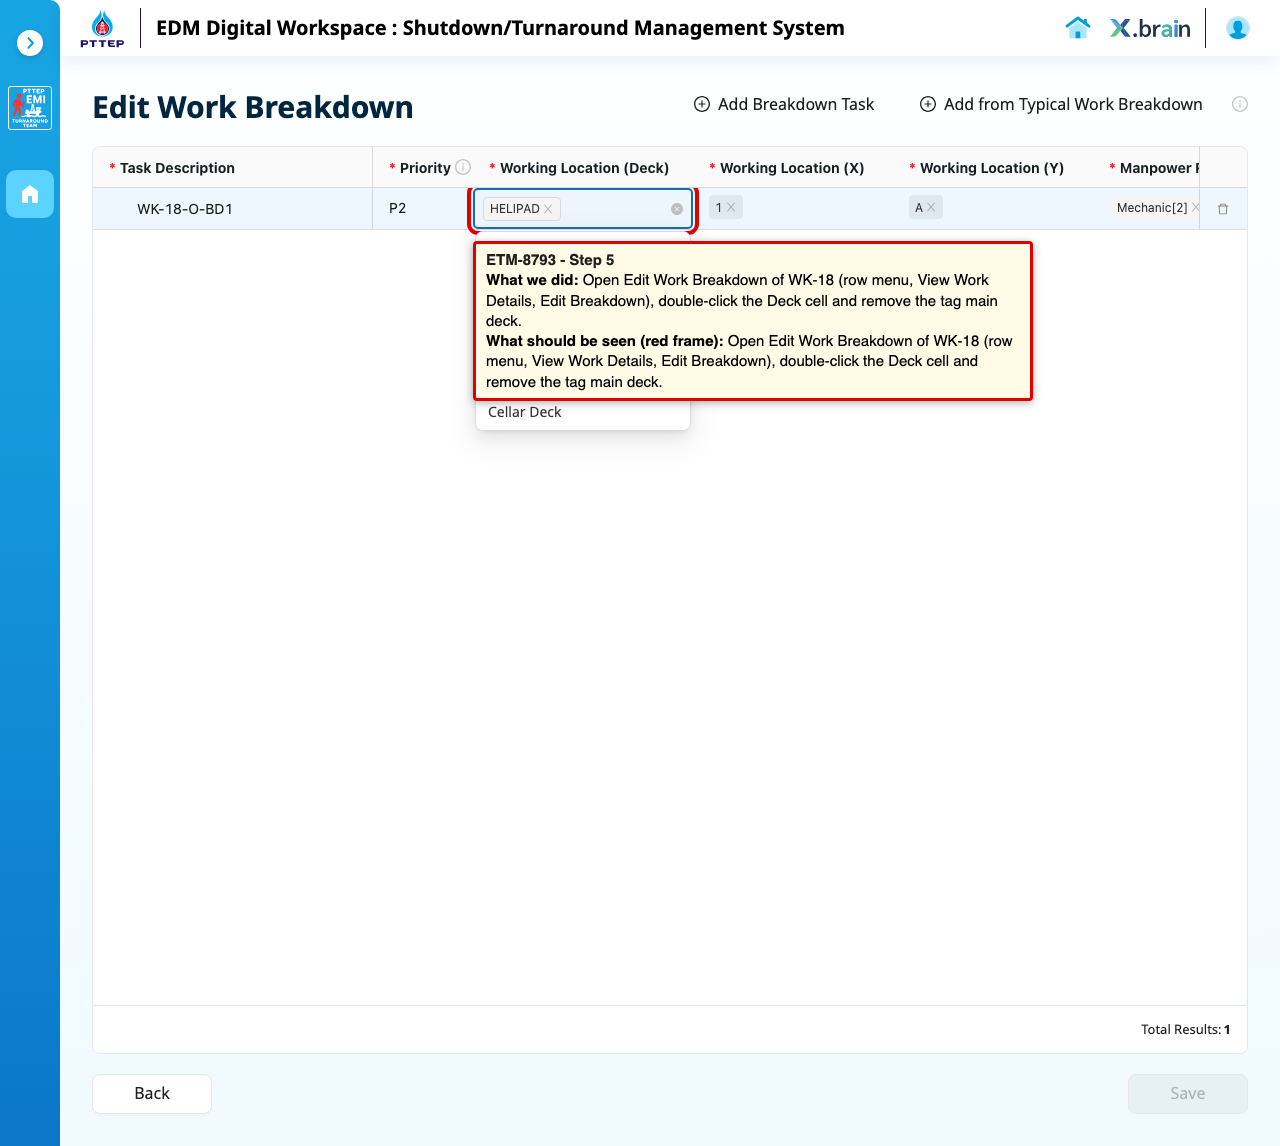 PTTEP
EDM Digital Workspace : Shutdown/Turnaround Management System
X.brain
PTTEP
EMI
TURNAROUND
TEAM
Edit Work Breakdown
Add Breakdown Task
Add from Typical Work Breakdown
* Task Description
* Priority
* Working Location (Deck)
* Working Location (X)
* Working Location (Y)
* Manpower
WK-18-O-BD1
P2
HELIPAD
1
A
Mechanic[2]
ETM-8793 - Step 5
What we did: Open Edit Work Breakdown of WK-18 (row menu, View Work
Details, Edit Breakdown), double-click the Deck cell and remove the tag main
deck.
What should be seen (red frame): Open Edit Work Breakdown of WK-18 (row
menu, View Work Details, Edit Breakdown), double-click the Deck cell and
remove the tag main deck.
Cellar Deck
Total Results: 1
Back
Save